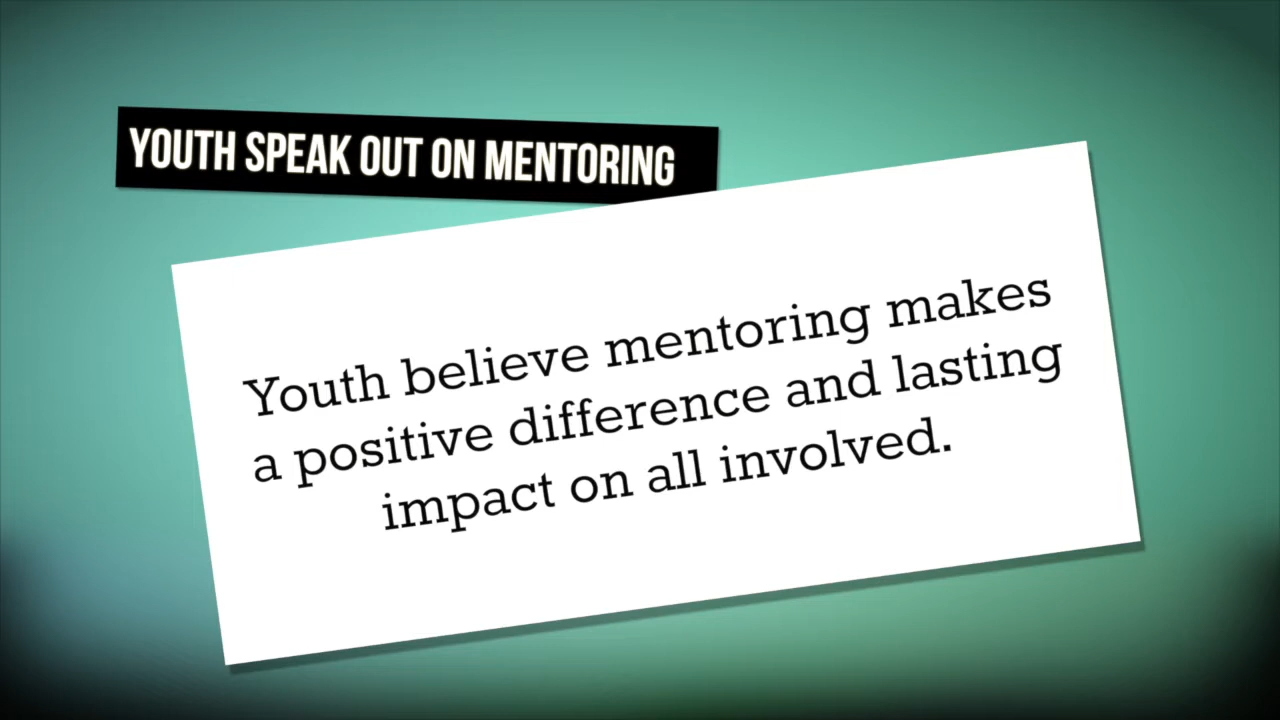 YOUTH SPEAK OUT ON MENTORING
Youth believe mentoring makes
a positive difference and lasting
impact on all involved.